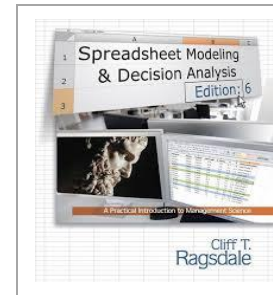 A B C
1 Spreadsheet Modeling
2 & Decision Analysis
3 Edition: 6
A Practical Introduction to Management Science
Cliff T.
Ragsdale